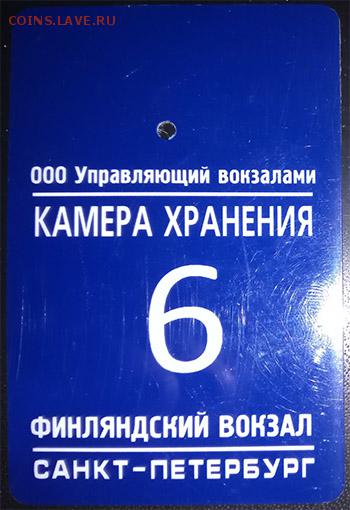 COINS.LAVE.RU
ООО Управляющий вокзалами
КАМЕРА ХРАНЕНИЯ
6
ФИНЛЯНДСКИЙ ВОКЗАЛ
САНКТ-ПЕТЕРБУРГ